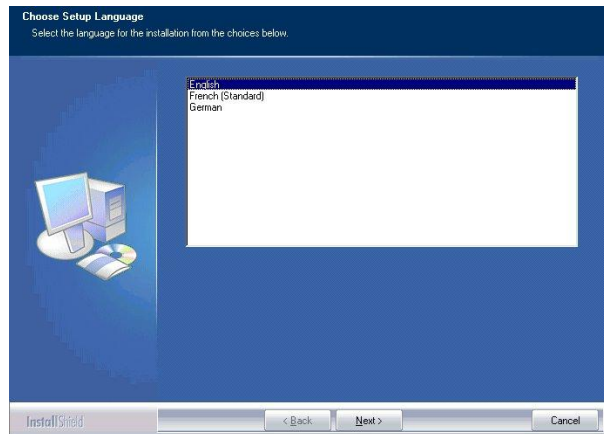 Choose Setup Language
Select the language for the installation from the choices below.
English
French (Standard)
German
InstallShield
< Back
Next >
Cancel